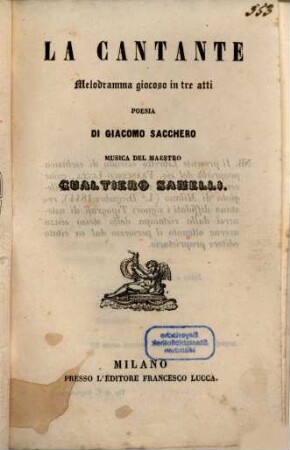 353
LA CANTANTE
Melodramma giocoso in tre atti
POESIA
DI GIACOMO SACCHERO
MUSICA DEL MAESTRO
GUALTIERO SANELLI.
MILANO
PRESSO L'EDITORE FRANCESCO LUCCA.